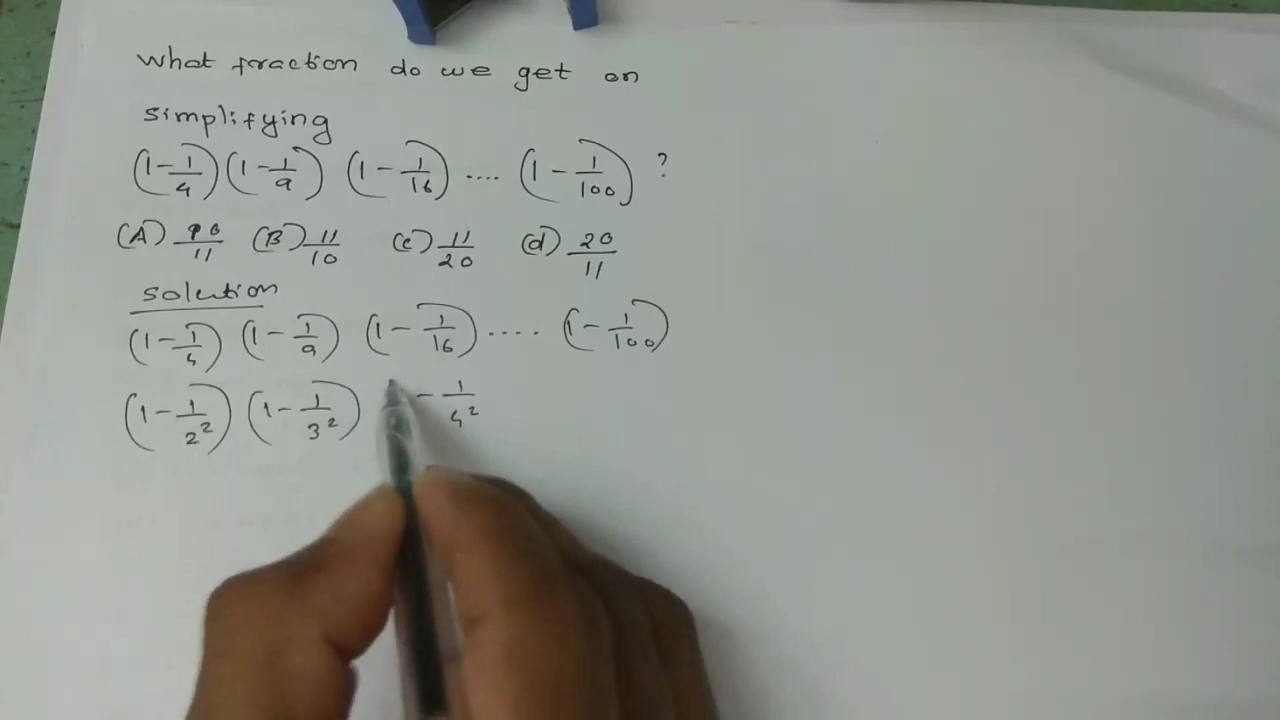 What fraction do we get on
simplifying
(1-1/4)(1-1/9) (1-1/16) .... (1-1/100) ?
(A) 90/11 (B) 11/10 (c) 11/20 (d) 20/11
solution
(1-1/4) (1-1/9) (1-1/16) .... (1-1/100)
(1-1/2²) (1-1/3²) - 1/4²